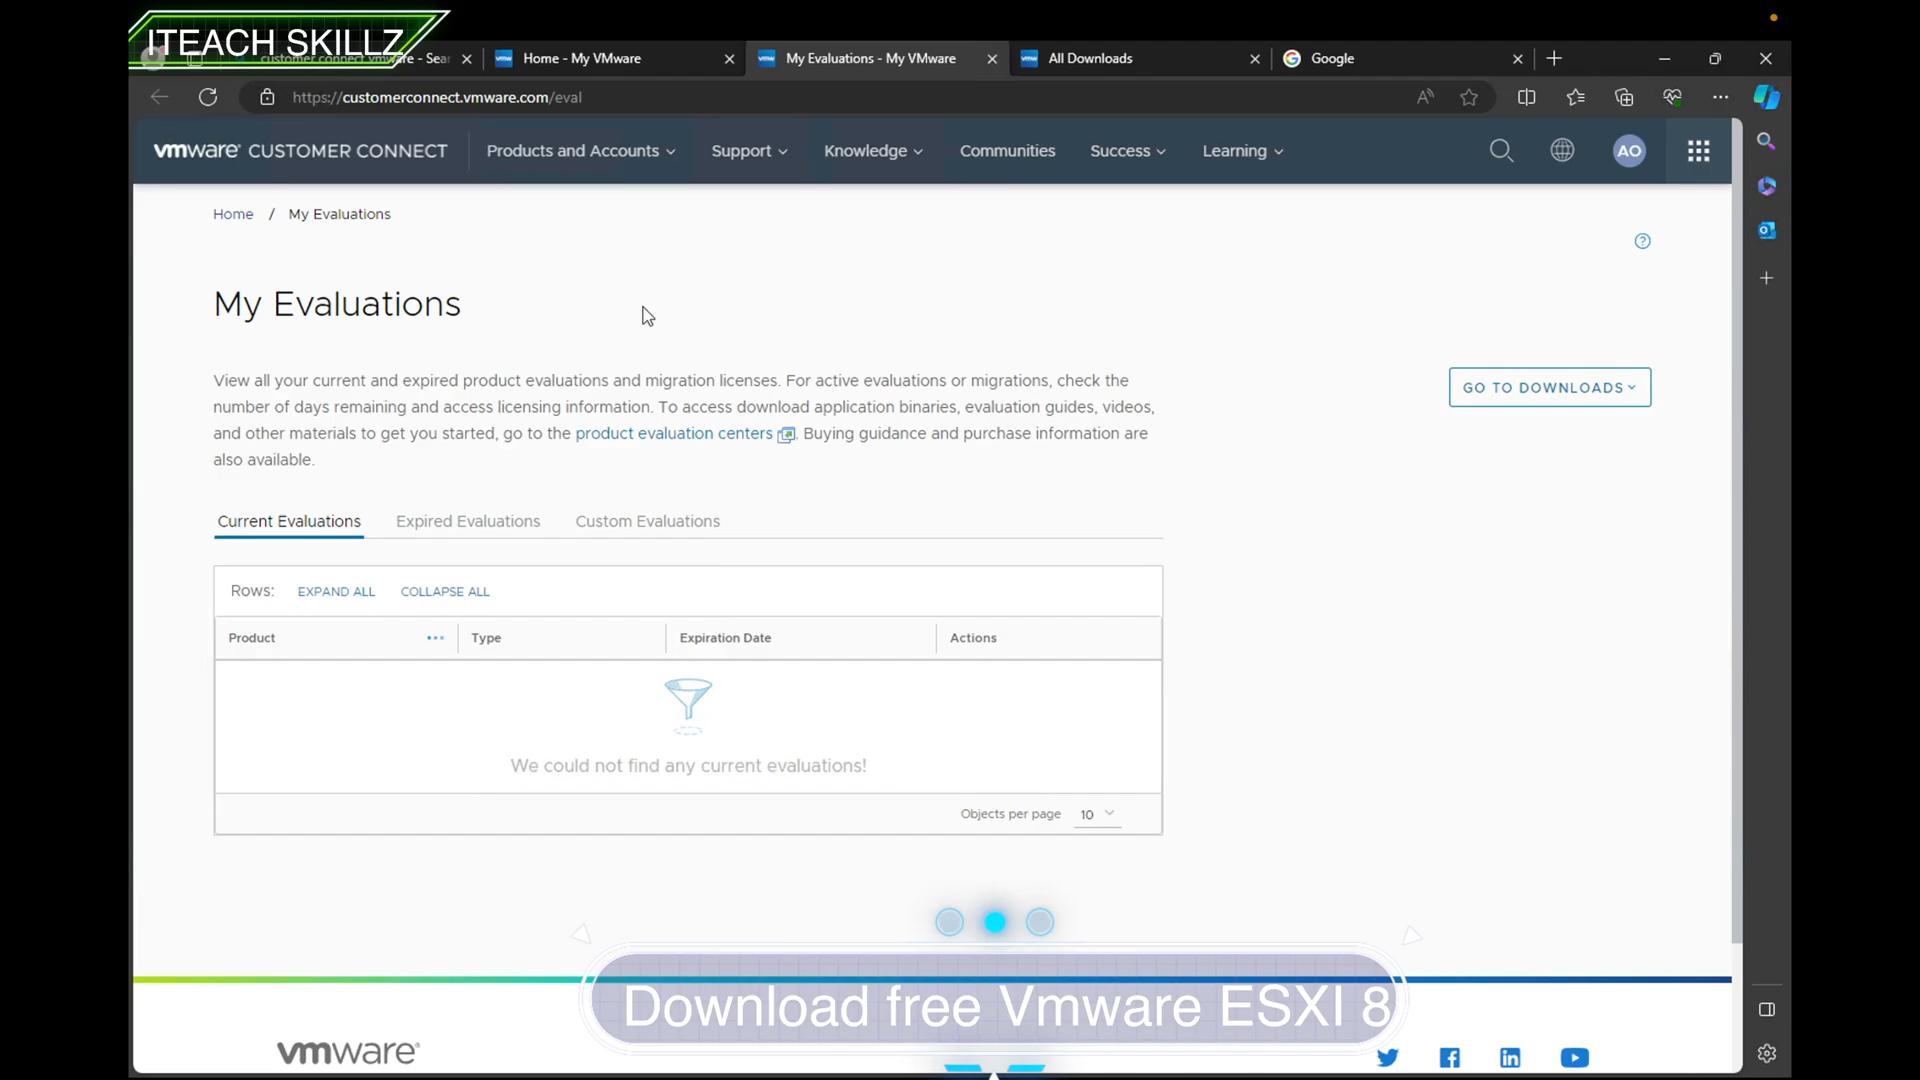 ITEACH SKILLZ
customer connect vmware - Sear
Home - My VMware
My Evaluations - My VMware
All Downloads
Google
https://customerconnect.vmware.com/eval
vmware® CUSTOMER CONNECT
Products and Accounts
Support
Knowledge
Communities
Success
Learning
AO
Home / My Evaluations
My Evaluations
View all your current and expired product evaluations and migration licenses. For active evaluations or migrations, check the
number of days remaining and access licensing information. To access download application binaries, evaluation guides, videos,
and other materials to get you started, go to the product evaluation centers. Buying guidance and purchase information are
also available.
GO TO DOWNLOADS
Current Evaluations
Expired Evaluations
Custom Evaluations
Rows: EXPAND ALL COLLAPSE ALL
Product
Type
Expiration Date
Actions
We could not find any current evaluations!
Objects per page 10
Download free Vmware ESXI 8
vmware®